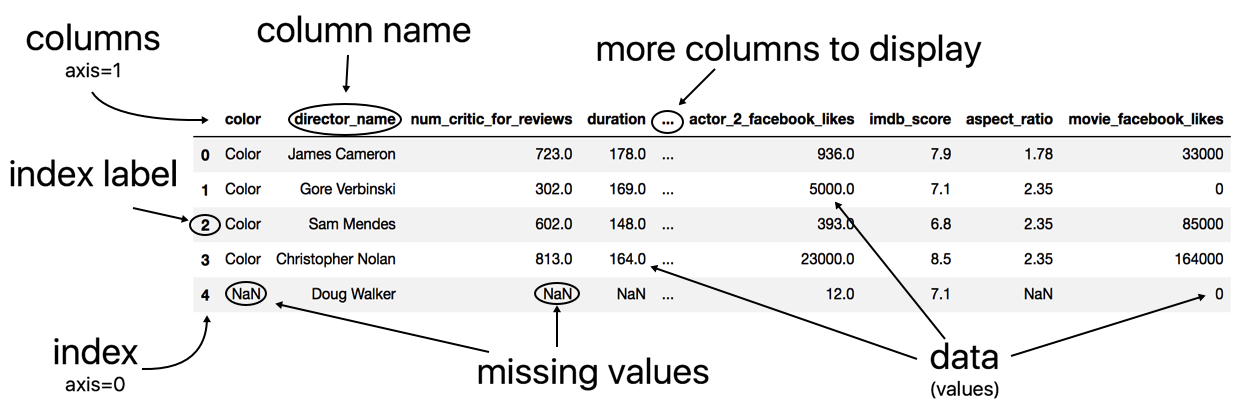 columns
axis=1
column name
more columns to display
color director_name num_critic_for_reviews duration ... actor_2_facebook_likes imdb_score aspect_ratio movie_facebook_likes
0 Color James Cameron 723.0 178.0 ... 936.0 7.9 1.78 33000
index label
1 Color Gore Verbinski 302.0 169.0 ... 5000.0 7.1 2.35 0
2 Color Sam Mendes 602.0 148.0 ... 393.0 6.8 2.35 85000
3 Color Christopher Nolan 813.0 164.0 ... 23000.0 8.5 2.35 164000
4 NaN Doug Walker NaN NaN ... 12.0 7.1 NaN 0
index
axis=0
missing values
data
(values)